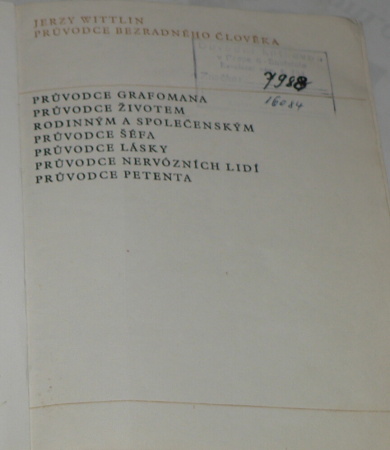 JERZY WITTLIN
PRŮVODCE BEZRADNÉHO ČLOVĚKA
7988
16084
PRŮVODCE GRAFOMANA
PRŮVODCE ŽIVOTEM
RODINNÝM A SPOLEČENSKÝM
PRŮVODCE ŠÉFA
PRŮVODCE LÁSKY
PRŮVODCE NERVÓZNÍCH LIDÍ
PRŮVODCE PETENTA